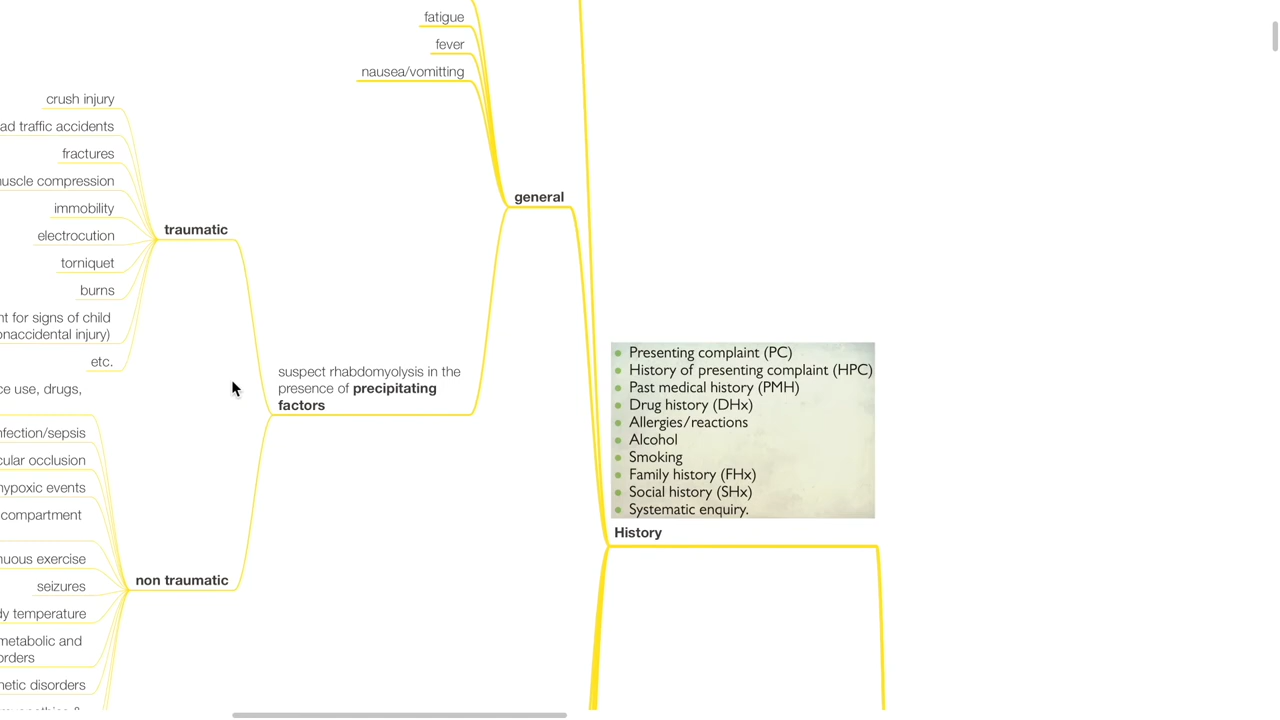 fatigue
fever
nausea/vomitting
general
crush injury
ad traffic accidents
fractures
uscle compression
immobility
electrocution
torniquet
burns
nt for signs of child
onaccidental injury)
etc.
traumatic
suspect rhabdomyolysis in the
presence of precipitating
factors
ce use, drugs,
nfection/sepsis
cular occlusion
hypoxic events
compartment
nuous exercise
seizures
dy temperature
metabolic and
orders
netic disorders
non traumatic
Presenting complaint (PC)
History of presenting complaint (HPC)
Past medical history (PMH)
Drug history (DHx)
Allergies/reactions
Alcohol
Smoking
Family history (FHx)
Social history (SHx)
Systematic enquiry.
History